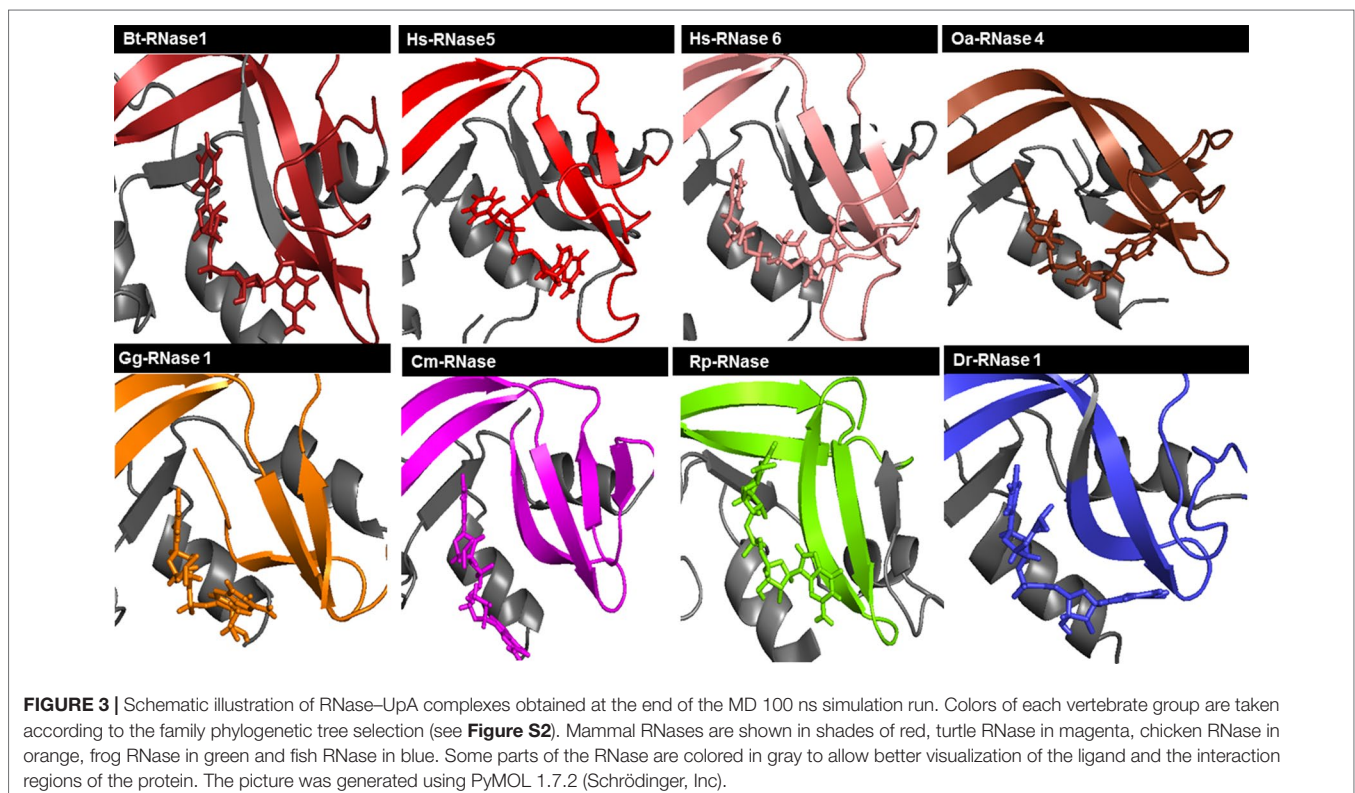 Bt-RNase1
Hs-RNase5
Hs-RNase 6
Oa-RNase 4
Gg-RNase 1
Cm-RNase
Rp-RNase
Dr-RNase 1
FIGURE 3 | Schematic illustration of RNase–UpA complexes obtained at the end of the MD 100 ns simulation run. Colors of each vertebrate group are taken
according to the family phylogenetic tree selection (see Figure S2). Mammal RNases are shown in shades of red, turtle RNase in magenta, chicken RNase in
orange, frog RNase in green and fish RNase in blue. Some parts of the RNase are colored in gray to allow better visualization of the ligand and the interaction
regions of the protein. The picture was generated using PyMOL 1.7.2 (Schrödinger, Inc).